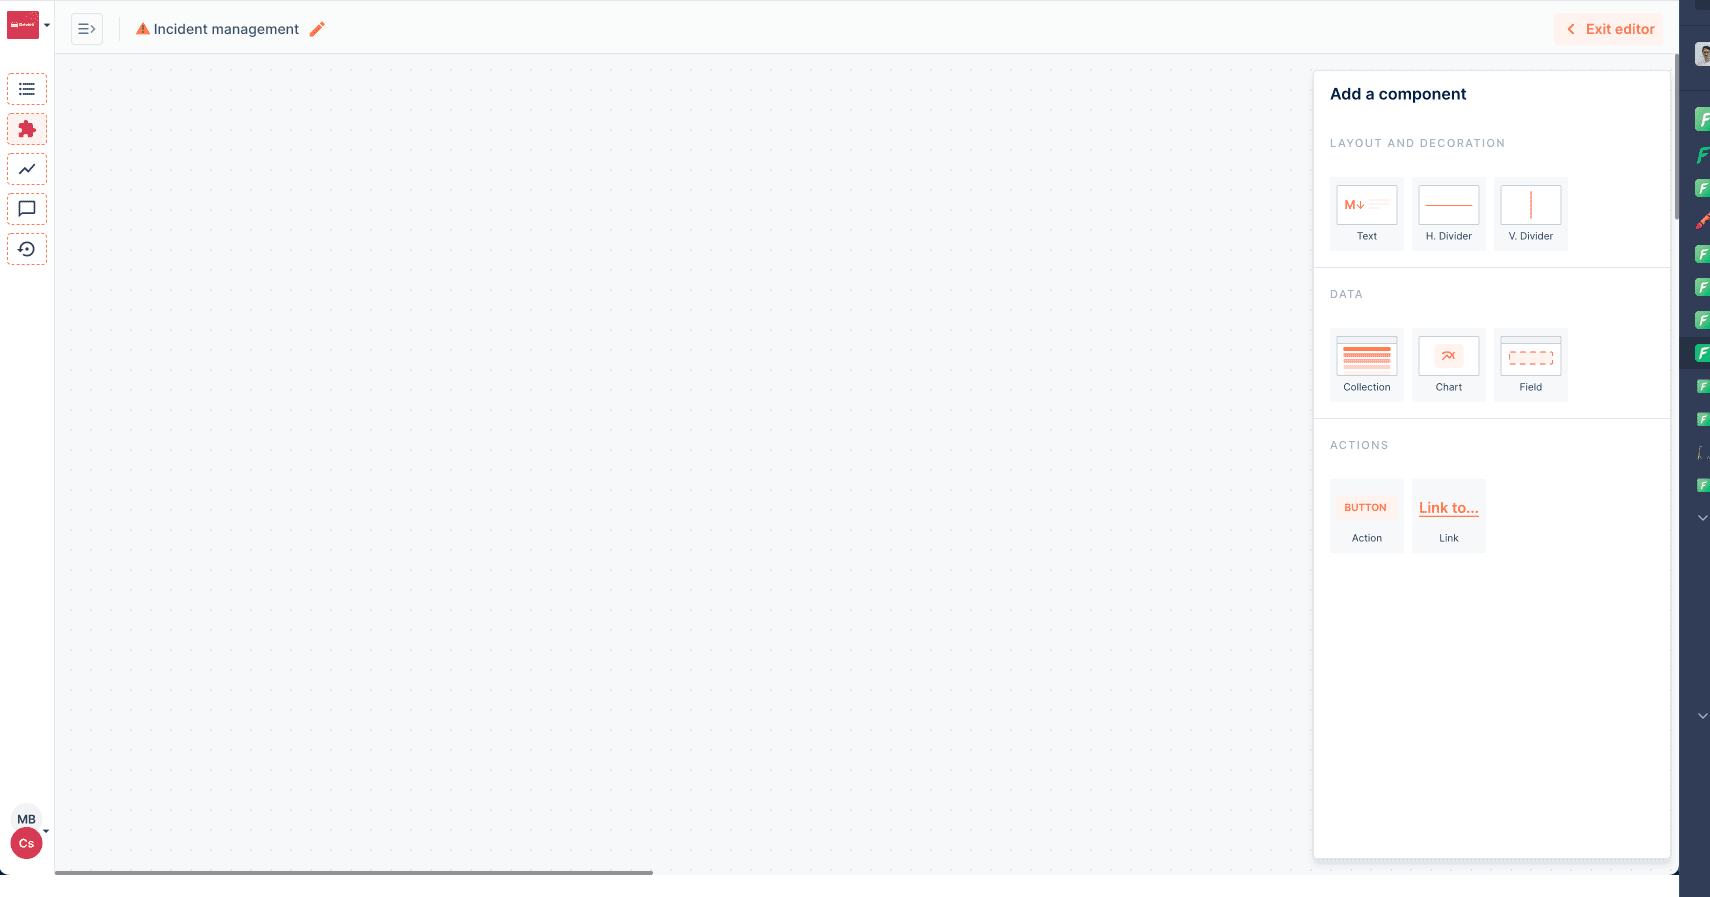 Incident management
Exit editor
Add a component
LAYOUT AND DECORATION
M
Text
H. Divider
V. Divider
DATA
Collection
Chart
Field
ACTIONS
BUTTON
Action
Link to...
Link
MB
Cs